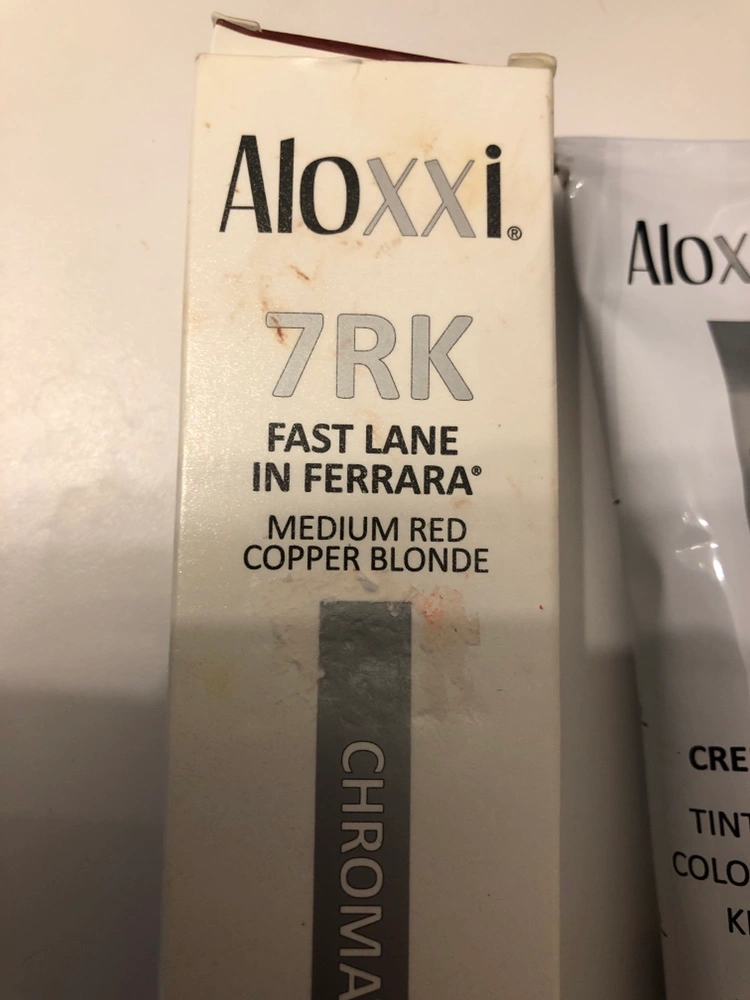 Aloxxi®
7RK
FAST LANE
IN FERRARA®
MEDIUM RED
COPPER BLONDE
CHROMA
Alox
CRE
TINT
COLO